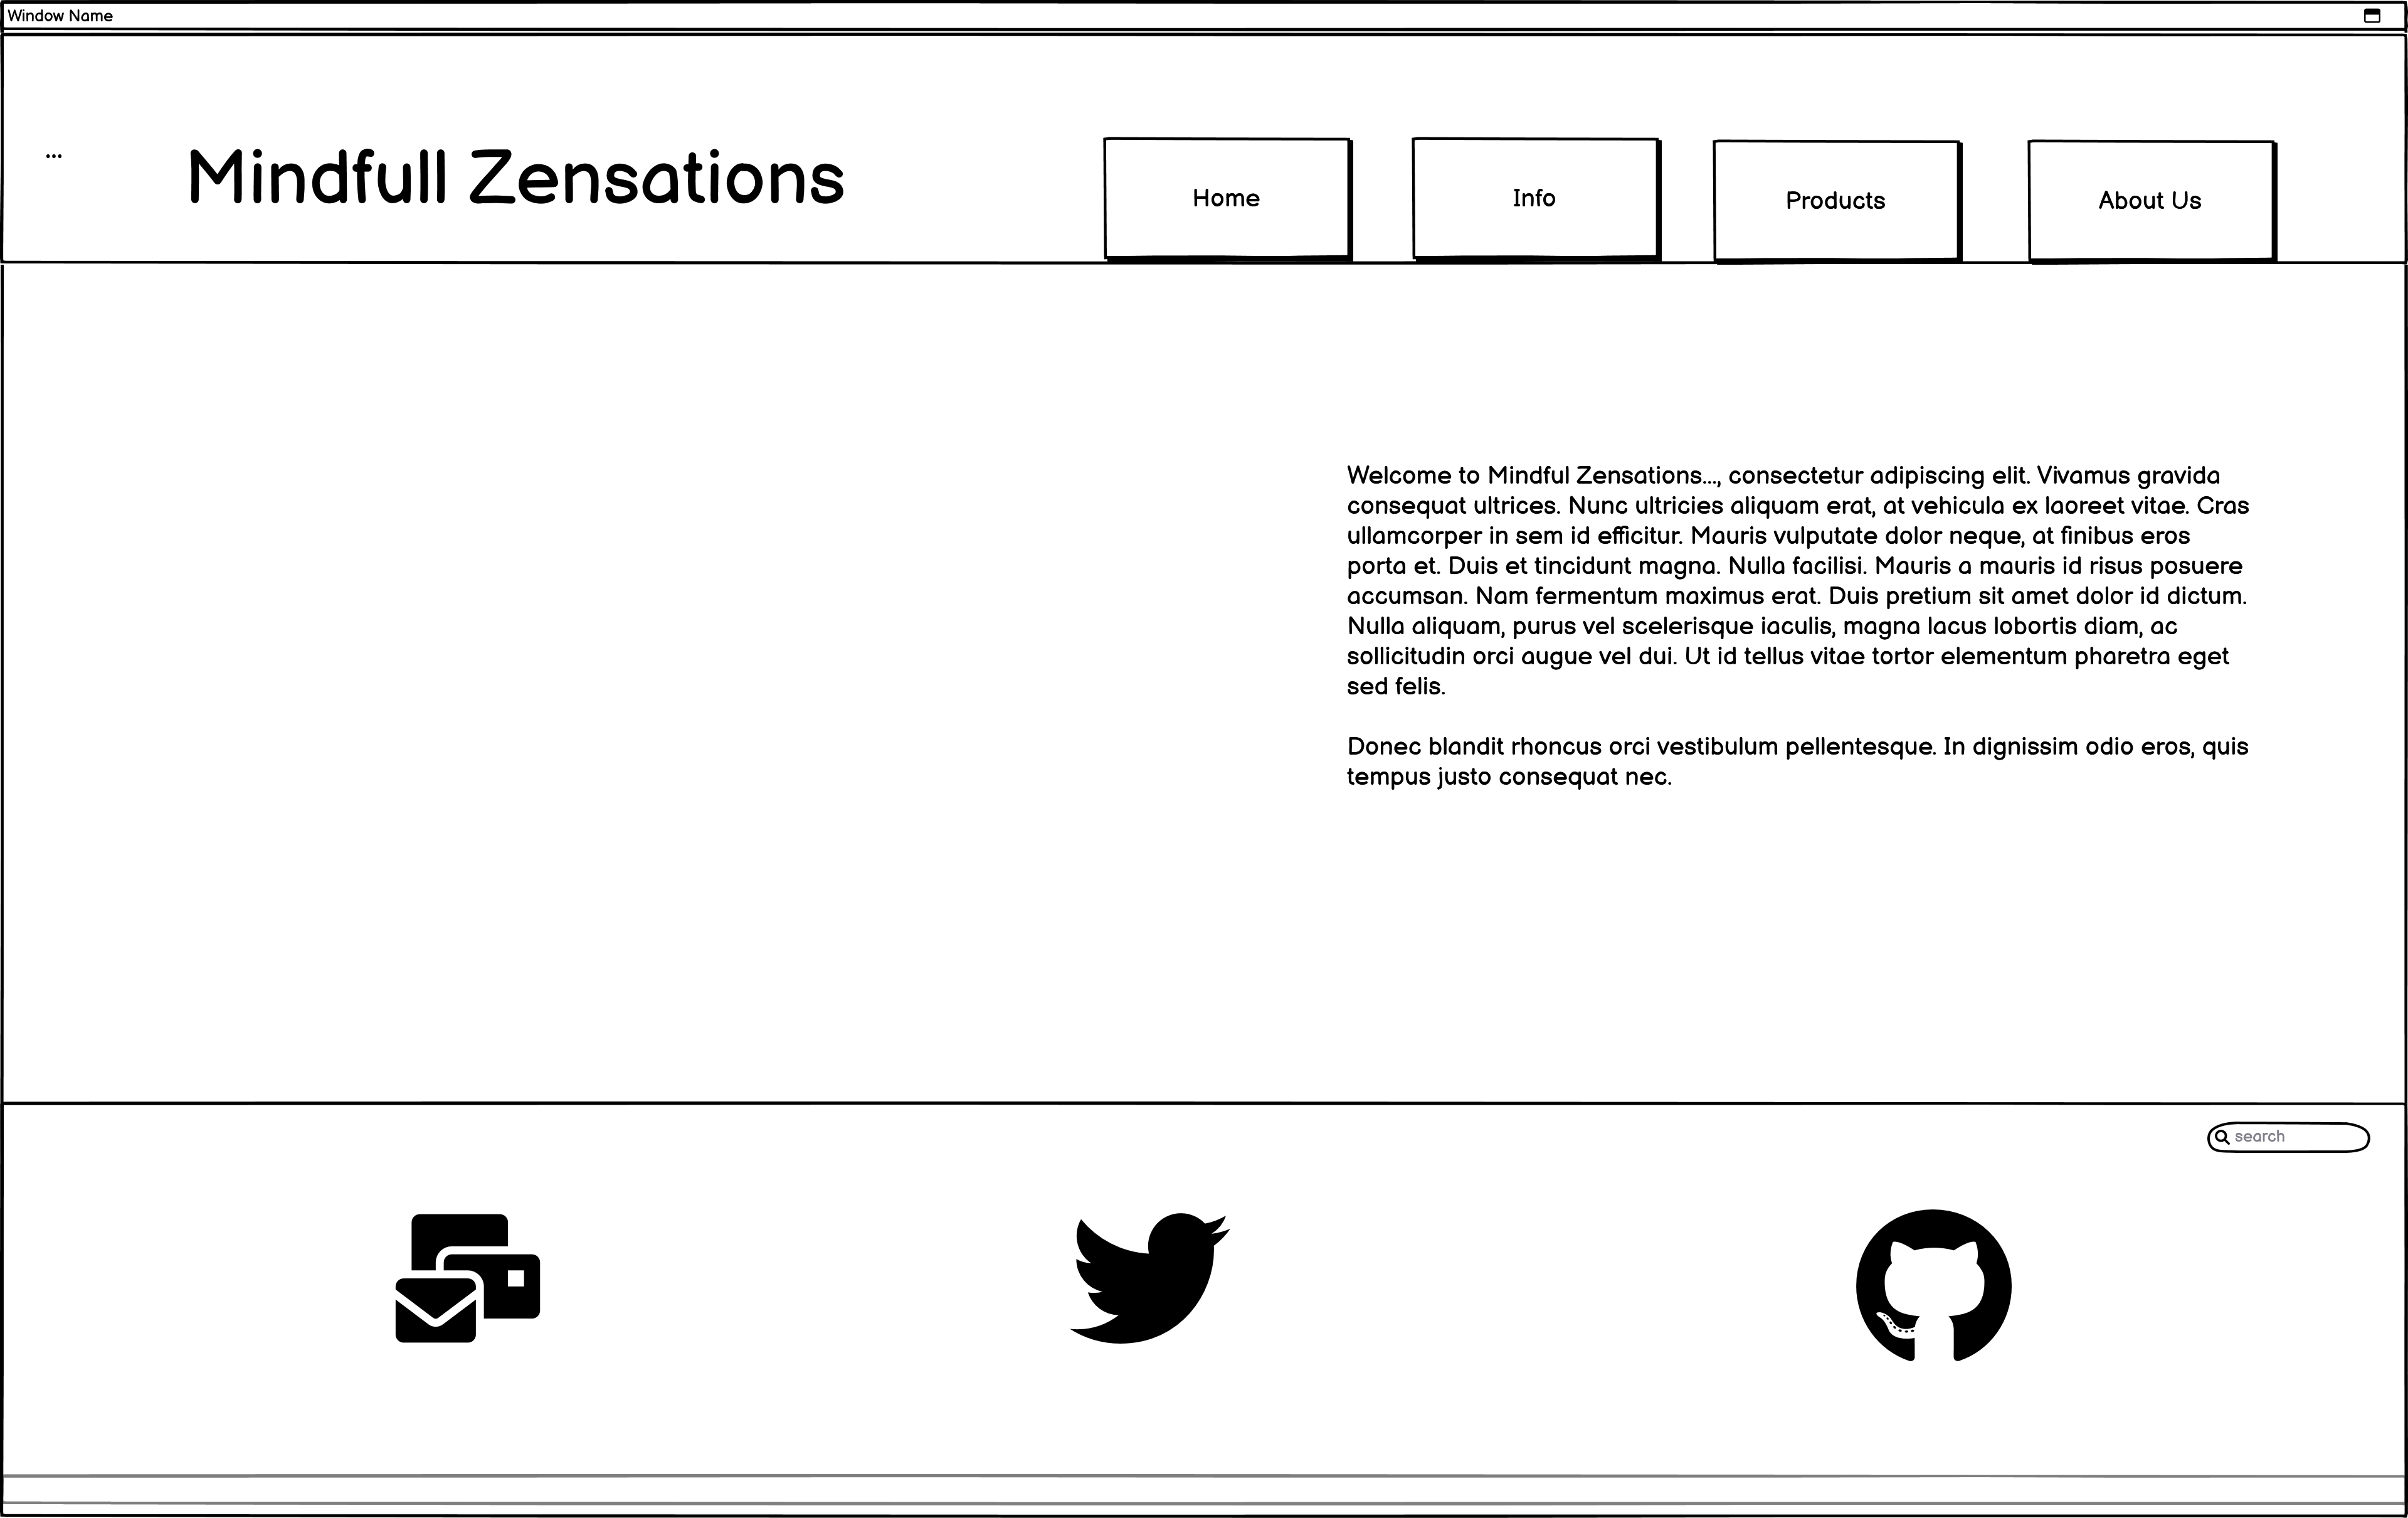 Window Name
...
Mindfull Zensations
Home
Info
Products
About Us
Welcome to Mindful Zensations..., consectetur adipiscing elit. Vivamus gravida
consequat ultrices. Nunc ultricies aliquam erat, at vehicula ex laoreet vitae. Cras
ullamcorper in sem id efficitur. Mauris vulputate dolor neque, at finibus eros
porta et. Duis et tincidunt magna. Nulla facilisi. Mauris a mauris id risus posuere
accumsan. Nam fermentum maximus erat. Duis pretium sit amet dolor id dictum.
Nulla aliquam, purus vel scelerisque iaculis, magna lacus lobortis diam, ac
sollicitudin orci augue vel dui. Ut id tellus vitae tortor elementum pharetra eget
sed felis.
Donec blandit rhoncus orci vestibulum pellentesque. In dignissim odio eros, quis
tempus justo consequat nec.
search